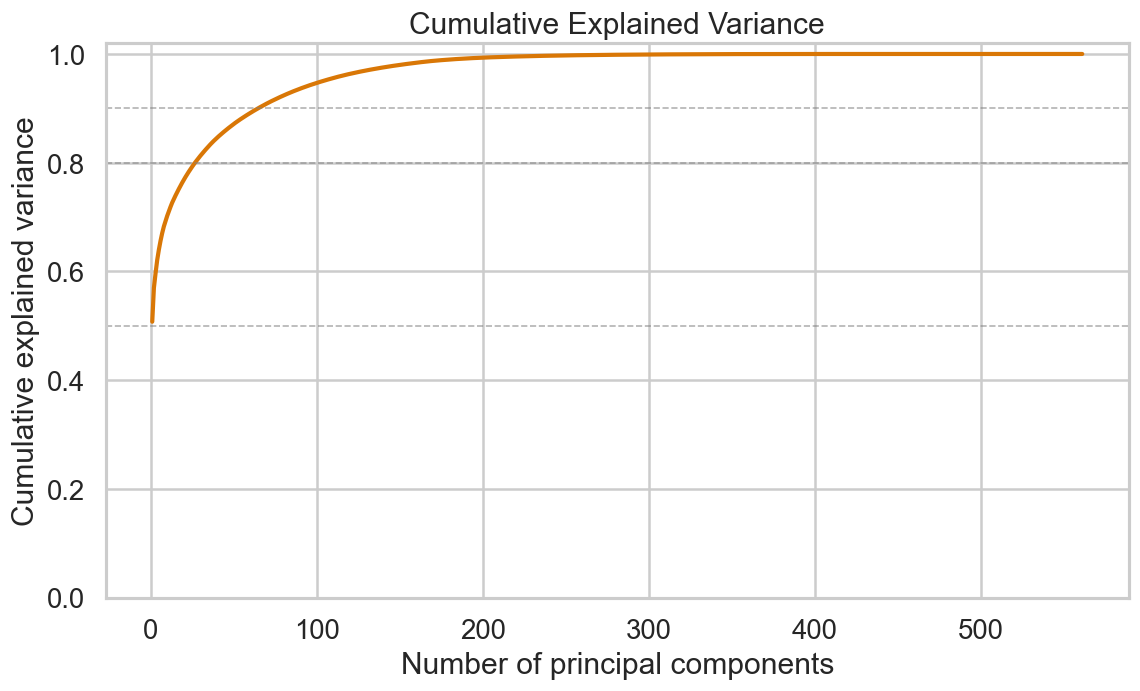 Cumulative Explained Variance
Cumulative explained variance
1.0
0.8
0.6
0.4
0.2
0.0
0 100 200 300 400 500
Number of principal components